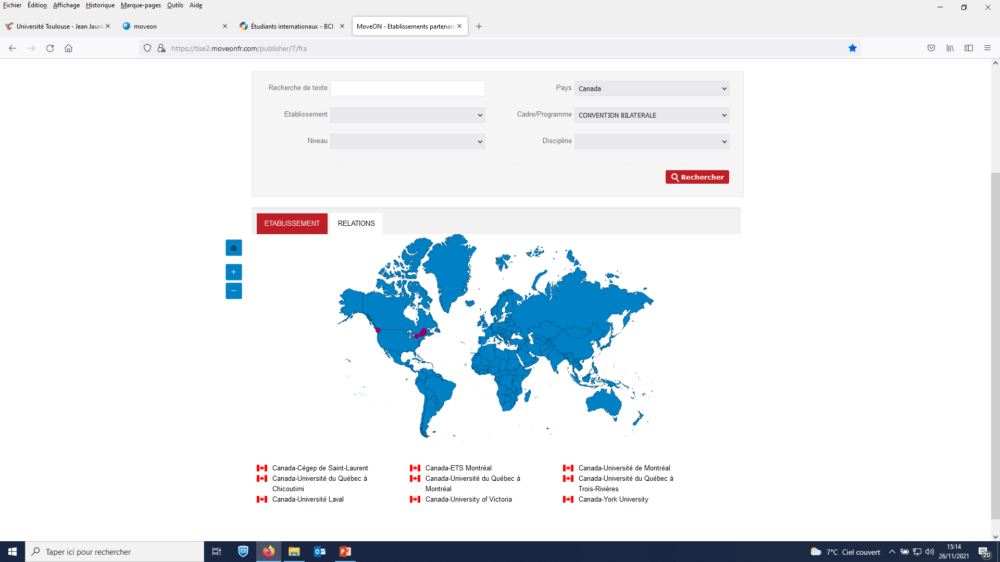 Fichier Édition Affichage Historique Marque-pages Outils Aide
Université Toulouse - Jean Jaurès
moveon
Étudiants internationaux - BCI
MoveON - Etablissements partenair
https://tlse2.moveonfr.com/publisher/7/fra
Recherche de texte
Pays Canada
Etablissement
Cadre/Programme CONVENTION BILATERALE
Niveau
Discipline
Rechercher
ETABLISSEMENT RELATIONS
+
−
Canada-Cégep de Saint-Laurent
Canada-ETS Montréal
Canada-Université de Montréal
Canada-Université du Québec à
Chicoutimi
Canada-Université du Québec à
Montréal
Canada-Université du Québec à
Trois-Rivières
Canada-Université Laval
Canada-University of Victoria
Canada-York University
Taper ici pour rechercher
7°C Ciel couvert
15:14
26/11/2021
20